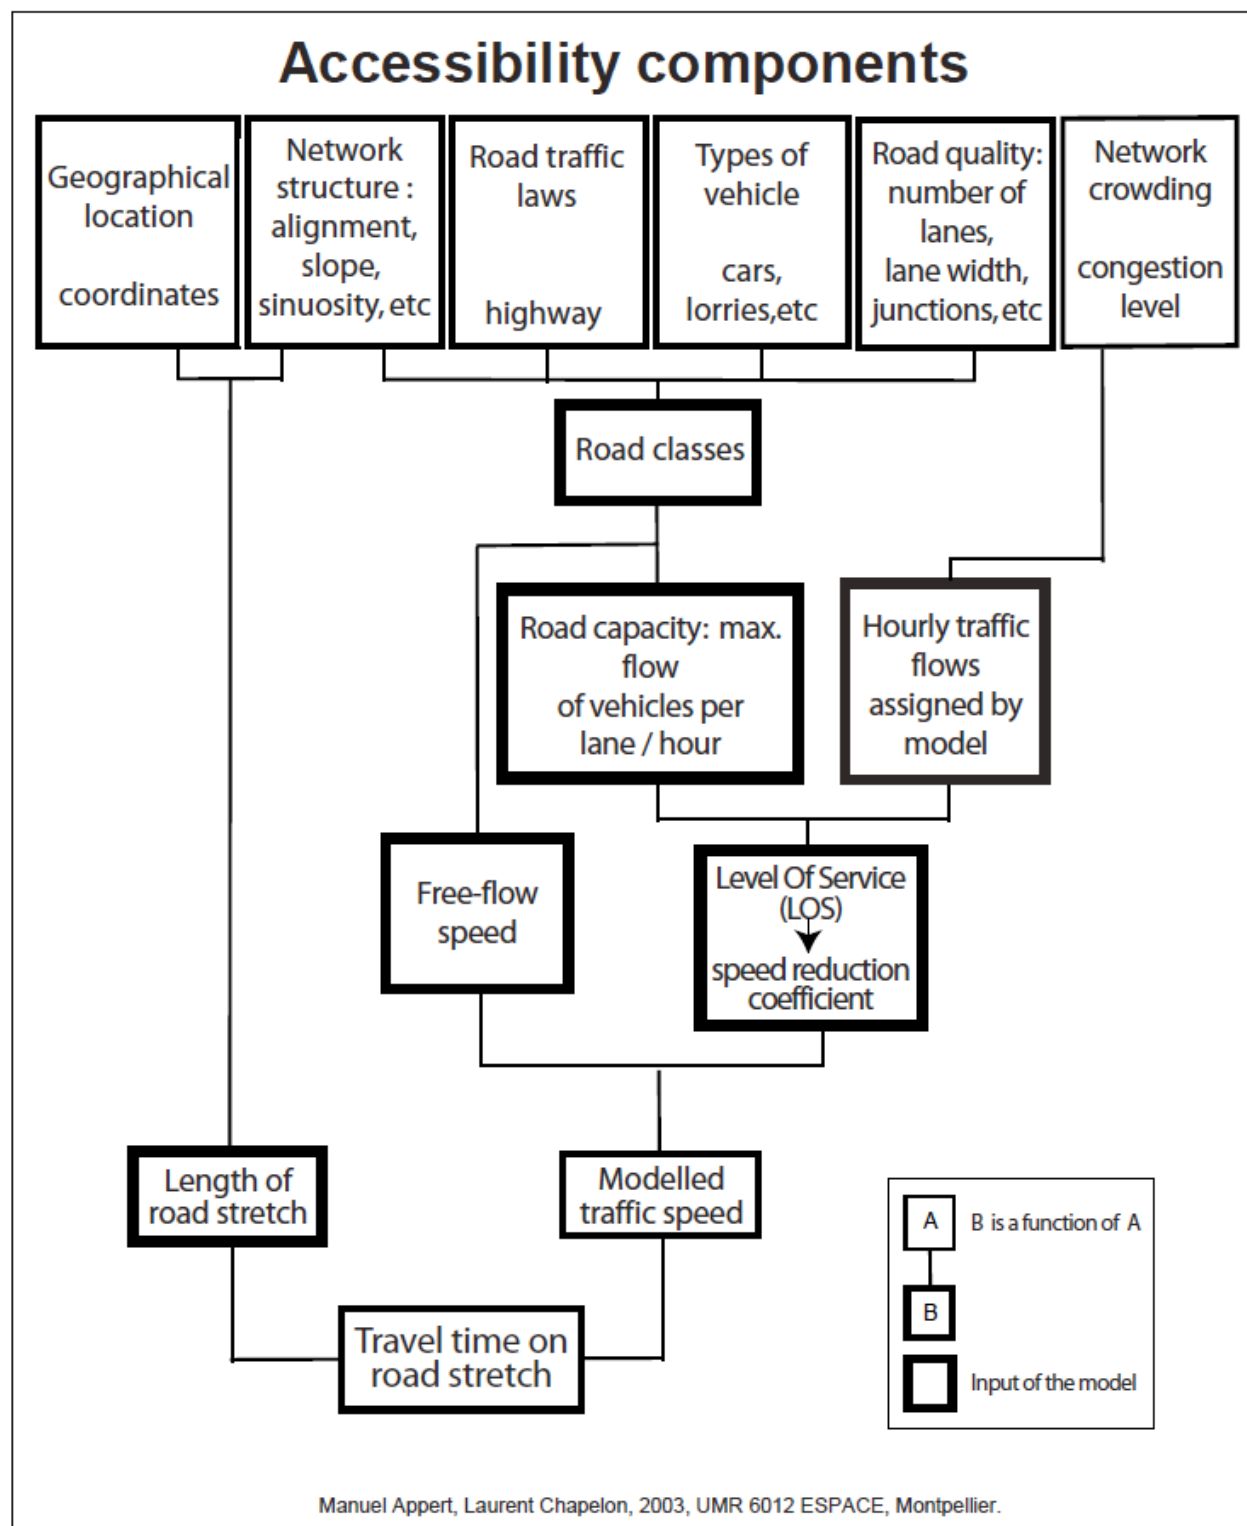 Accessibility components
Geographical
location
coordinates
Network
structure :
alignment,
slope,
sinuosity, etc
Road traffic
laws
highway
Types of
vehicle
cars,
lorries,etc
Road quality:
number of
lanes,
lane width,
junctions, etc
Network
crowding
congestion
level
Road classes
Road capacity: max.
flow
of vehicles per
lane / hour
Hourly traffic
flows
assigned by
model
Free-flow
speed
Level Of Service
(LOS)
speed reduction
coefficient
Length of
road stretch
Modelled
traffic speed
Travel time on
road stretch
A
B is a function of A
B
Input of the model
Manuel Appert, Laurent Chapelon, 2003, UMR 6012 ESPACE, Montpellier.